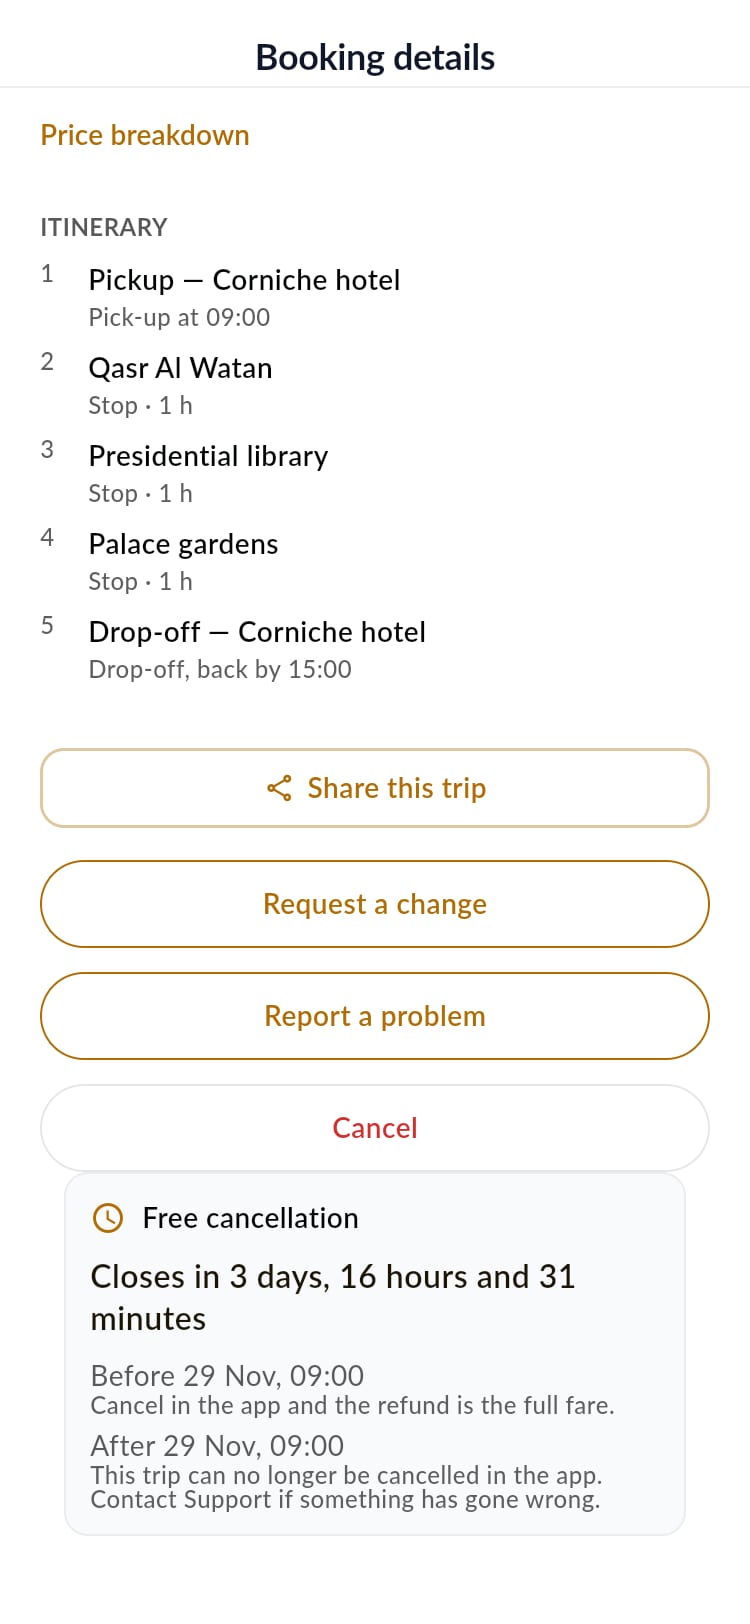 Booking details
Price breakdown
ITINERARY
1
Pickup — Corniche hotel
Pick-up at 09:00
2
Qasr Al Watan
Stop · 1 h
3
Presidential library
Stop · 1 h
4
Palace gardens
Stop · 1 h
5
Drop-off — Corniche hotel
Drop-off, back by 15:00
Share this trip
Request a change
Report a problem
Cancel
Free cancellation
Closes in 3 days, 16 hours and 31
minutes
Before 29 Nov, 09:00
Cancel in the app and the refund is the full fare.
After 29 Nov, 09:00
This trip can no longer be cancelled in the app.
Contact Support if something has gone wrong.